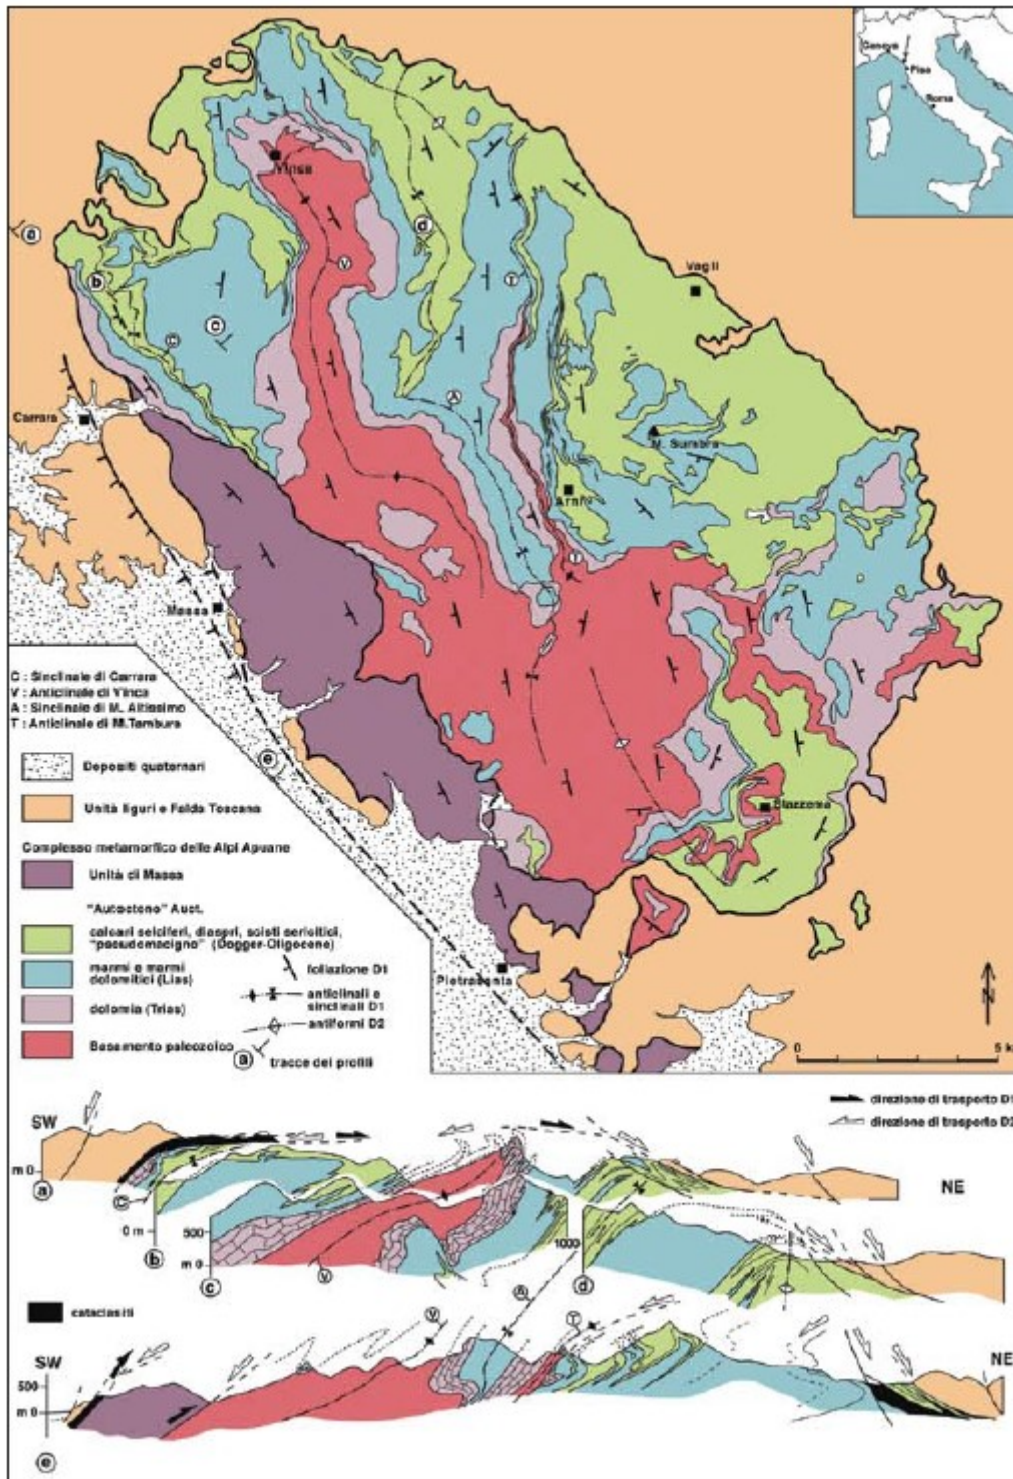 Genova
Pisa
Roma
Vinca
a
d
V
b
T
Vagli
C
c
A
Carrara
M. Sumbra
Arni
T
Massa
C : Sinclinale di Carrara
V : Anticlinale di Vinca
A : Sinclinale di M. Altissimo
T : Anticlinale di M.Tambura
e
Depositi quaternari
Unità liguri e Falda Toscana
Stazzema
Complesso metamorfico delle Alpi Apuane
Unità di Massa
"Autoctono" Auct.
calcari selciferi, diaspri, scisti sericitici,
"pseudomacigno" (Dogger-Oligocene)
marmi e marmi
dolomitici (Lias)
dolomia (Trias)
Basamento paleozoico
foliazione D1
anticlinali e
sinclinali D1
antiformi D2
a tracce dei profili
Pietrasanta
N
0 5 k
direzione di trasporto D1
direzione di trasporto D2
SW
m 0
a
NE
C
0 m
b
500
m 0
c
V
1000
d
A
cataclasiti
V
T
SW
NE
500
m 0
e